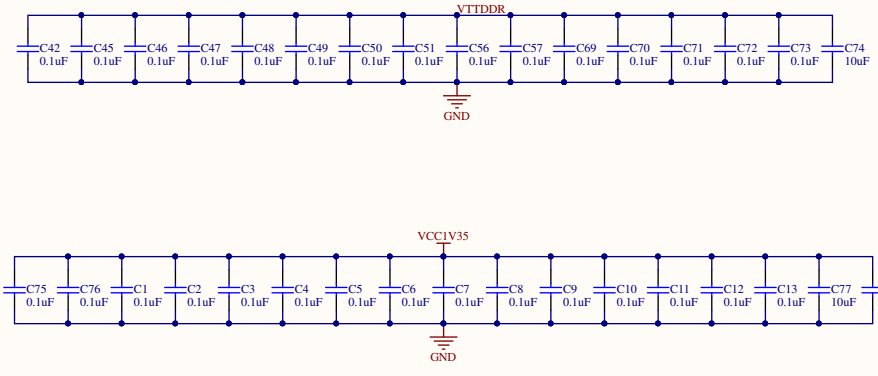 VTTDDR
C42 C45 C46 C47 C48 C49 C50 C51 C56 C57 C69 C70 C71 C72 C73 C74
0.1uF 0.1uF 0.1uF 0.1uF 0.1uF 0.1uF 0.1uF 0.1uF 0.1uF 0.1uF 0.1uF 0.1uF 0.1uF 0.1uF 0.1uF 10uF
GND
VCC1V35
C75 C76 C1 C2 C3 C4 C5 C6 C7 C8 C9 C10 C11 C12 C13 C77
0.1uF 0.1uF 0.1uF 0.1uF 0.1uF 0.1uF 0.1uF 0.1uF 0.1uF 0.1uF 0.1uF 0.1uF 0.1uF 0.1uF 0.1uF 10uF
GND